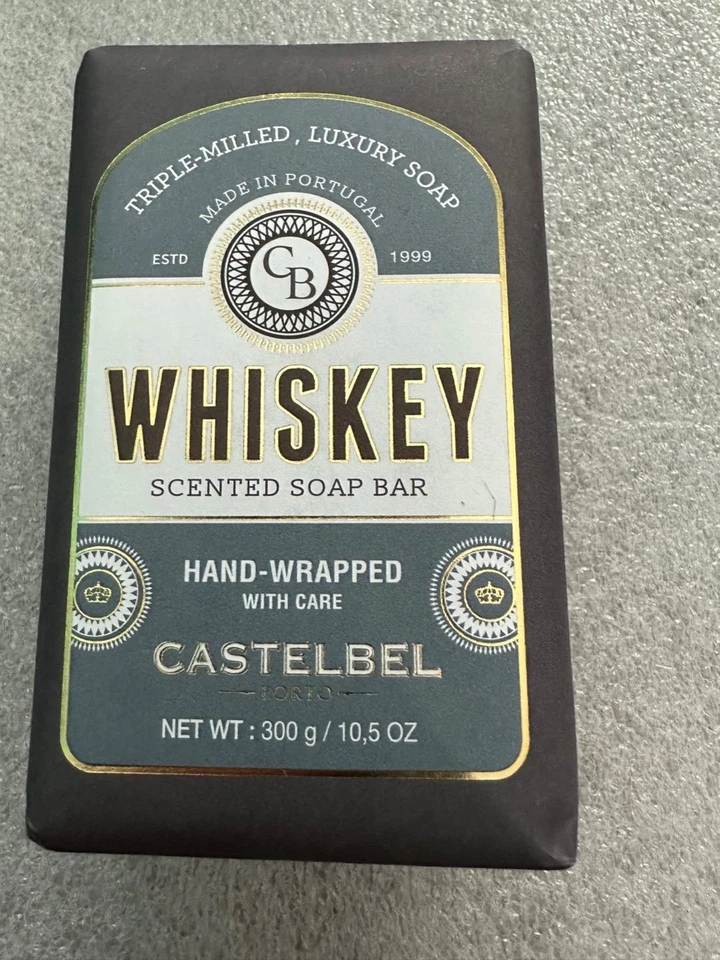 TRIPLE-MILLED, LUXURY SOAP
MADE IN PORTUGAL
ESTD 1999
CB
WHISKEY
SCENTED SOAP BAR
HAND-WRAPPED
WITH CARE
CASTELBEL
PORTO
NET WT : 300 g / 10,5 OZ